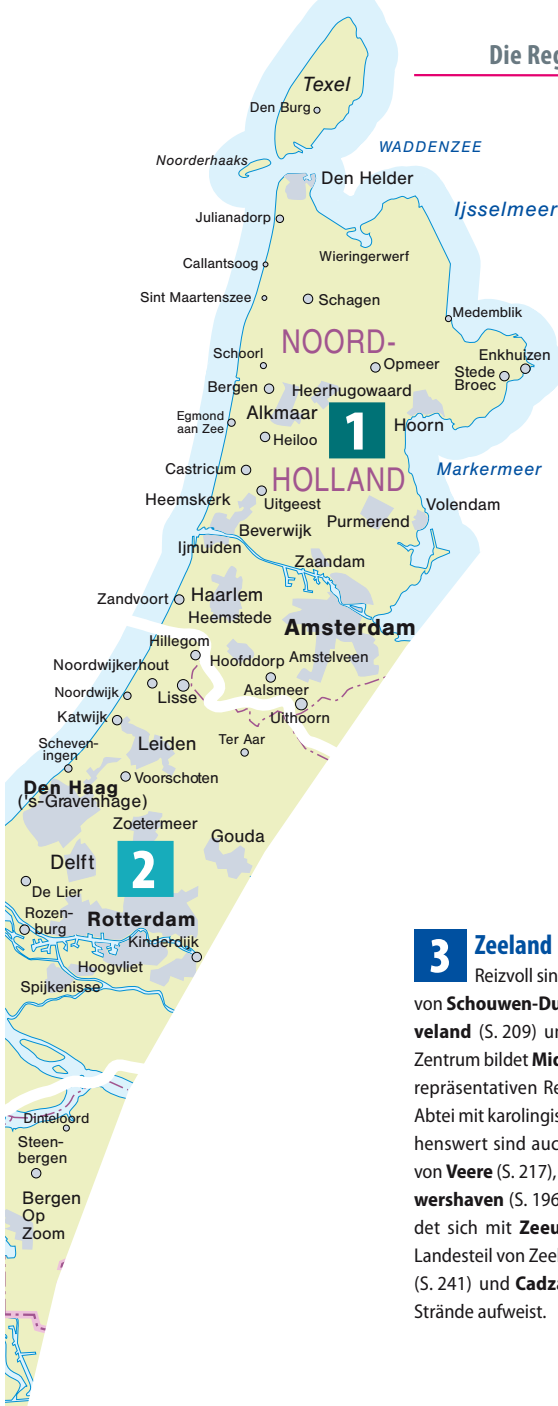 Die Reg
Texel
Den Burg
WADDENZEE
Noorderhaaks
Den Helder
Ijsselmeer
Julianadorp
Wieringerwerf
Callantsoog
Sint Maartenszee
Schagen
Medemblik
NOORD-
Schoorl
Opmeer
Enkhuizen
Stede
Broec
Bergen
Heerhugowaard
Alkmaar
Egmond
aan Zee
1
Hoorn
Heiloo
Castricum
HOLLAND
Markermeer
Heemskerk
Uitgeest
Volendam
Purmerend
Beverwijk
Ijmuiden
Zaandam
Zandvoort
Haarlem
Heemstede
Amsterdam
Hillegom
Noordwijkerhout
Hoofddorp
Amstelveen
Noordwijk
Lisse
Aalsmeer
Katwijk
Uithoorn
Scheven-
ingen
Leiden
Ter Aar
Voorschoten
Den Haag
('s-Gravenhage)
Zoetermeer
Gouda
Delft
2
De Lier
Rozen-
burg
Rotterdam
Kinderdijk
Hoogvliet
Spijkenisse
Dinteloord
Steen-
bergen
Bergen
Op
Zoom
3 Zeeland
Reizvoll sin
von Schouwen-Du
veland (S. 209) un
Zentrum bildet Mic
repräsentativen Re
Abtei mit karolingis
henswert sind auc
von Veere (S. 217),
wershaven (S. 196
det sich mit Zeeu
Landesteil von Zeel
(S. 241) und Cadza
Strände aufweist.